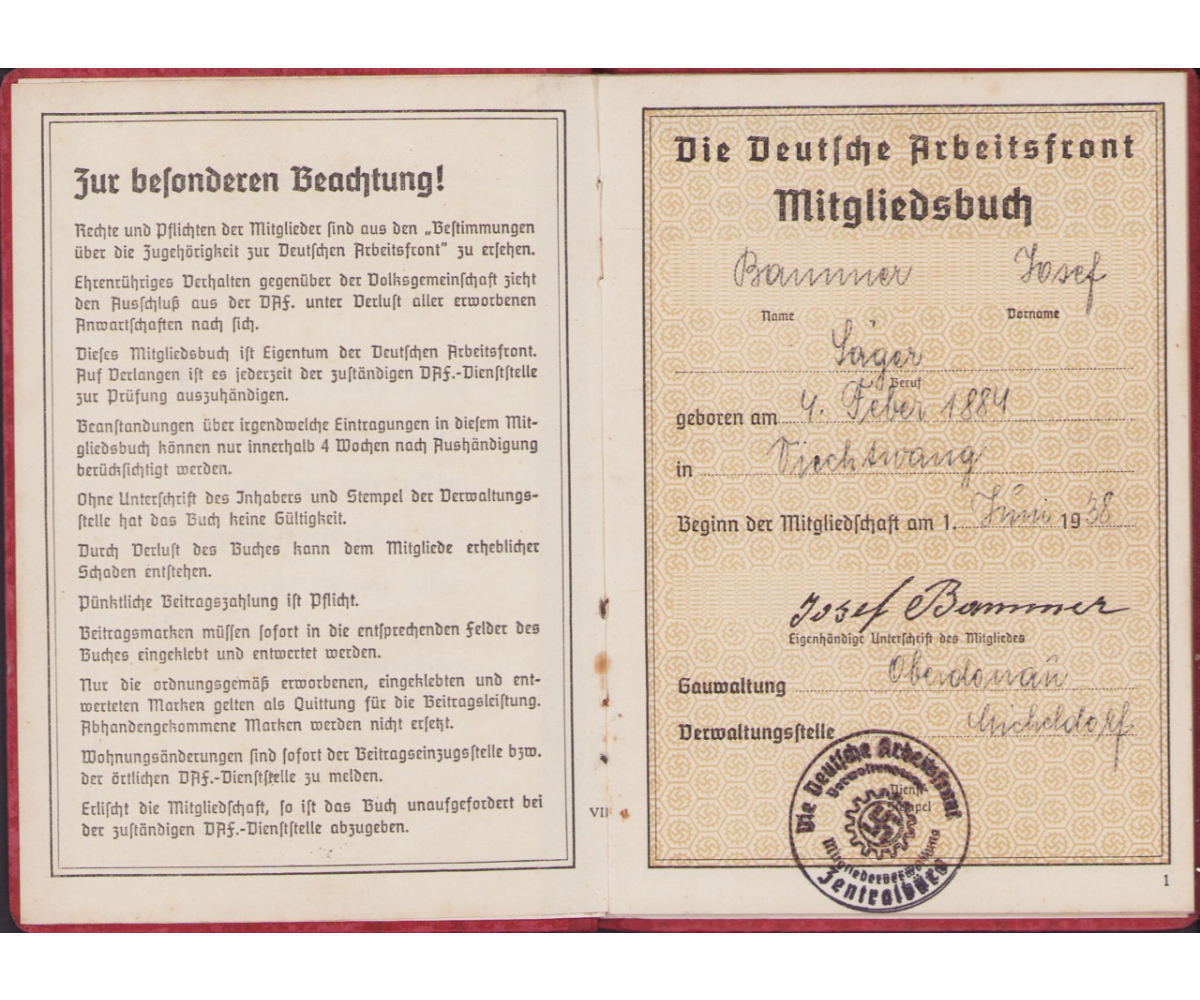 Zur besonderen Beachtung!
Rechte und Pflichten der Mitglieder sind aus den „Bestimmungen
über die Zugehörigkeit zur Deutschen Arbeitsfront“ zu ersehen.
Ehrenrühriges Verhalten gegenüber der Volksgemeinschaft zieht
den Ausschluß aus der DAF. unter Verlust aller erworbenen
Anwartschaften nach sich.
Dieses Mitgliedsbuch ist Eigentum der Deutschen Arbeitsfront.
Auf Verlangen ist es jederzeit der zuständigen DAF.-Dienststelle
zur Prüfung auszuhändigen.
Beanstandungen über irgendwelche Eintragungen in diesem Mit-
gliedsbuch können nur innerhalb 4 Wochen nach Aushändigung
berücksichtigt werden.
Ohne Unterschrift des Inhabers und Stempel der Verwaltungs-
stelle hat das Buch keine Gültigkeit.
Durch Verlust des Buches kann dem Mitgliede erheblicher
Schaden entstehen.
Pünktliche Beitragszahlung ist Pflicht.
Beitragsmarken müssen sofort in die entsprechenden Felder des
Buches eingeklebt und entwertet werden.
Nur die ordnungsgemäß erworbenen, eingeklebten und ent-
werteten Marken gelten als Quittung für die Beitragsleistung.
Abhandengekommene Marken werden nicht ersetzt.
Wohnungsänderungen sind sofort der Beitragseinzugsstelle bzw.
der örtlichen DAF.-Dienststelle zu melden.
Erlischt die Mitgliedschaft, so ist das Buch unaufgefordert bei
der zuständigen DAF.-Dienststelle abzugeben.
VII
Die Deutsche Arbeitsfront
Mitgliedsbuch
Bammer Josef
Name Vorname
Säger
Beruf
geboren am 4. Feber 1884
in Viechtwang
Beginn der Mitgliedschaft am 1. Juni 1938
Josef Bammer
Eigenhändige Unterschrift des Mitgliedes
Gauwaltung Oberdonau
Verwaltungsstelle Micheldorf
Dienst
Stempel
Die Deutsche Arbeitsfront
Mitgliederverwaltung
Zentralbüro
1